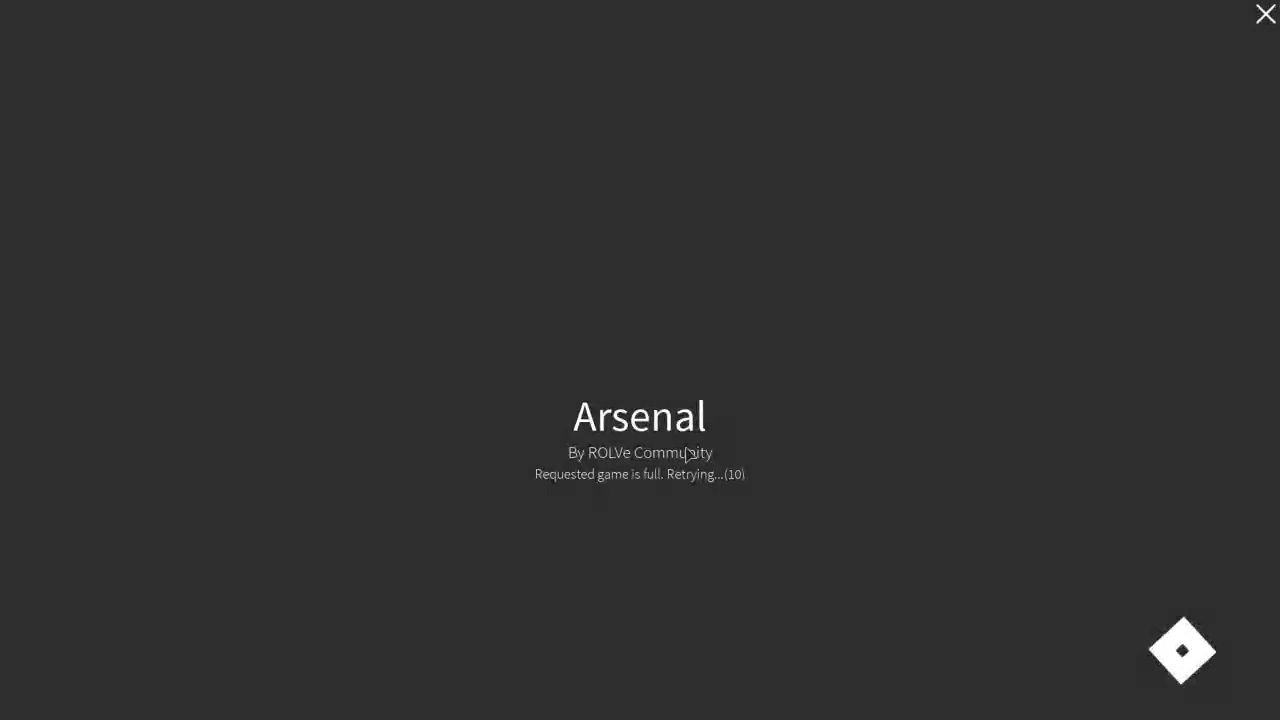 Arsenal
By ROLVe Community
Requested game is full. Retrying...(10)